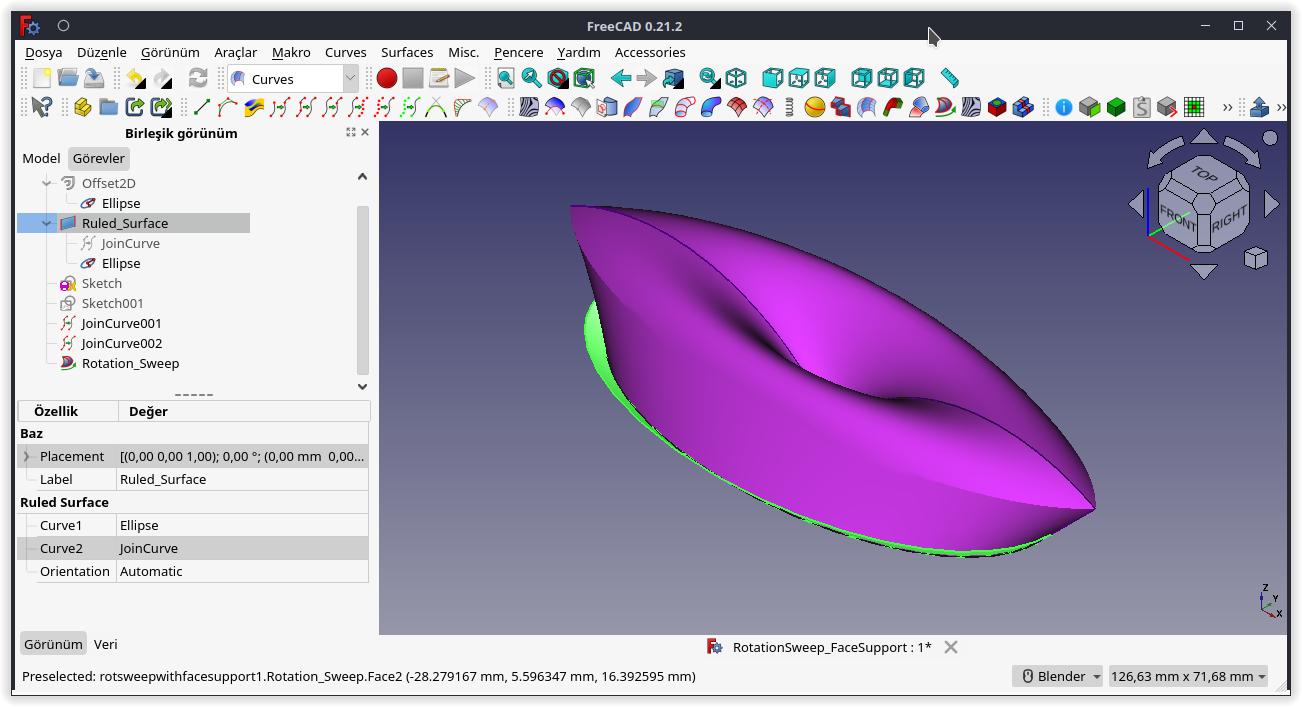 FreeCAD 0.21.2
Dosya Düzenle Görünüm Araçlar Makro Curves Surfaces Misc. Pencere Yardım Accessories
Curves
Birleşik görünüm
Model Görevler
Offset2D
Ellipse
Ruled_Surface
JoinCurve
Ellipse
Sketch
Sketch001
JoinCurve001
JoinCurve002
Rotation_Sweep
Özellik Değer
Baz
Placement [(0,00 0,00 1,00); 0,00 °; (0,00 mm 0,00...
Label Ruled_Surface
Ruled Surface
Curve1 Ellipse
Curve2 JoinCurve
Orientation Automatic
Görünüm Veri
TOP
FRONT RIGHT
Z
Y
X
RotationSweep_FaceSupport : 1*
Preselected: rotsweepwithfacesupport1.Rotation_Sweep.Face2 (-28.279167 mm, 5.596347 mm, 16.392595 mm)
Blender
126,63 mm x 71,68 mm